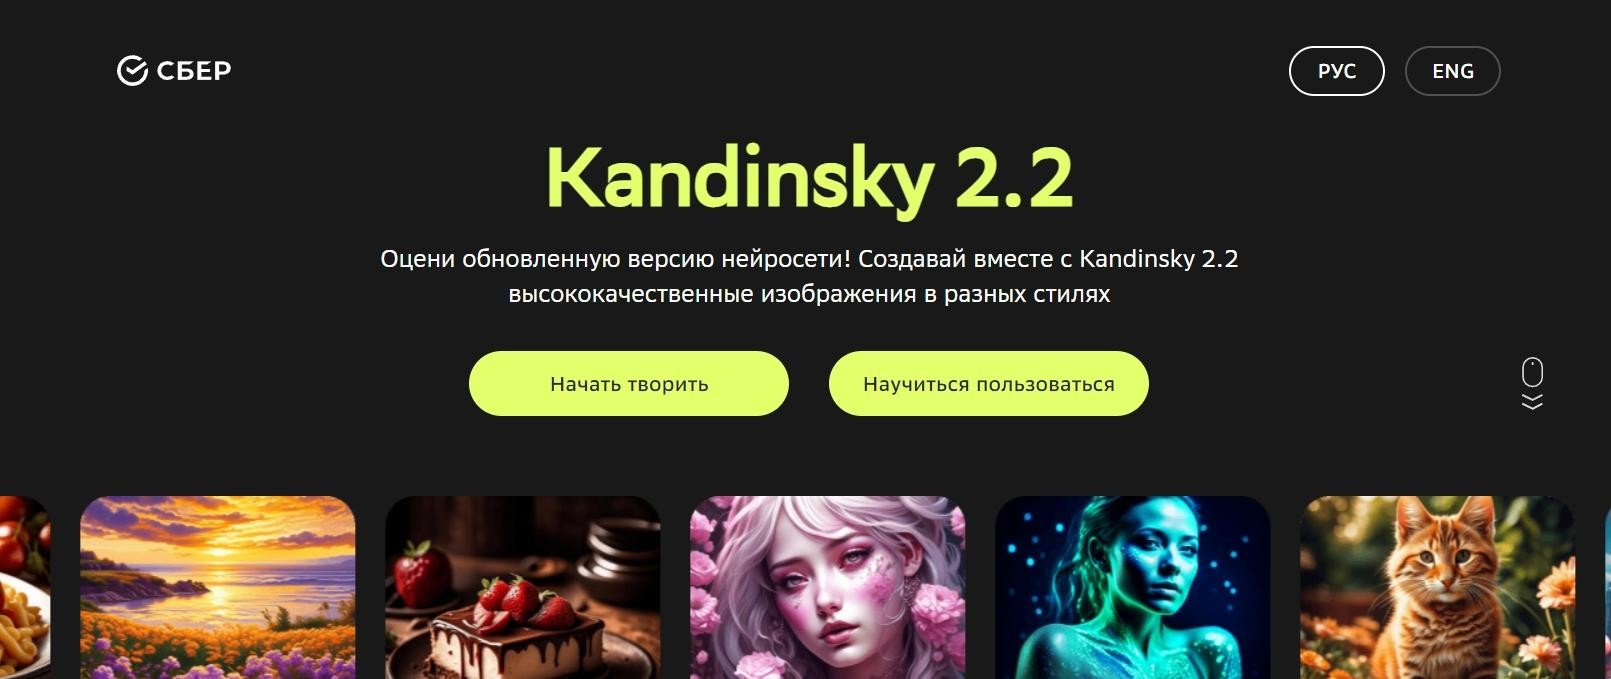 СБЕР
РУС
ENG
Kandinsky 2.2
Оцени обновленную версию нейросети! Создавай вместе с Kandinsky 2.2
высококачественные изображения в разных стилях
Начать творить
Научиться пользоваться